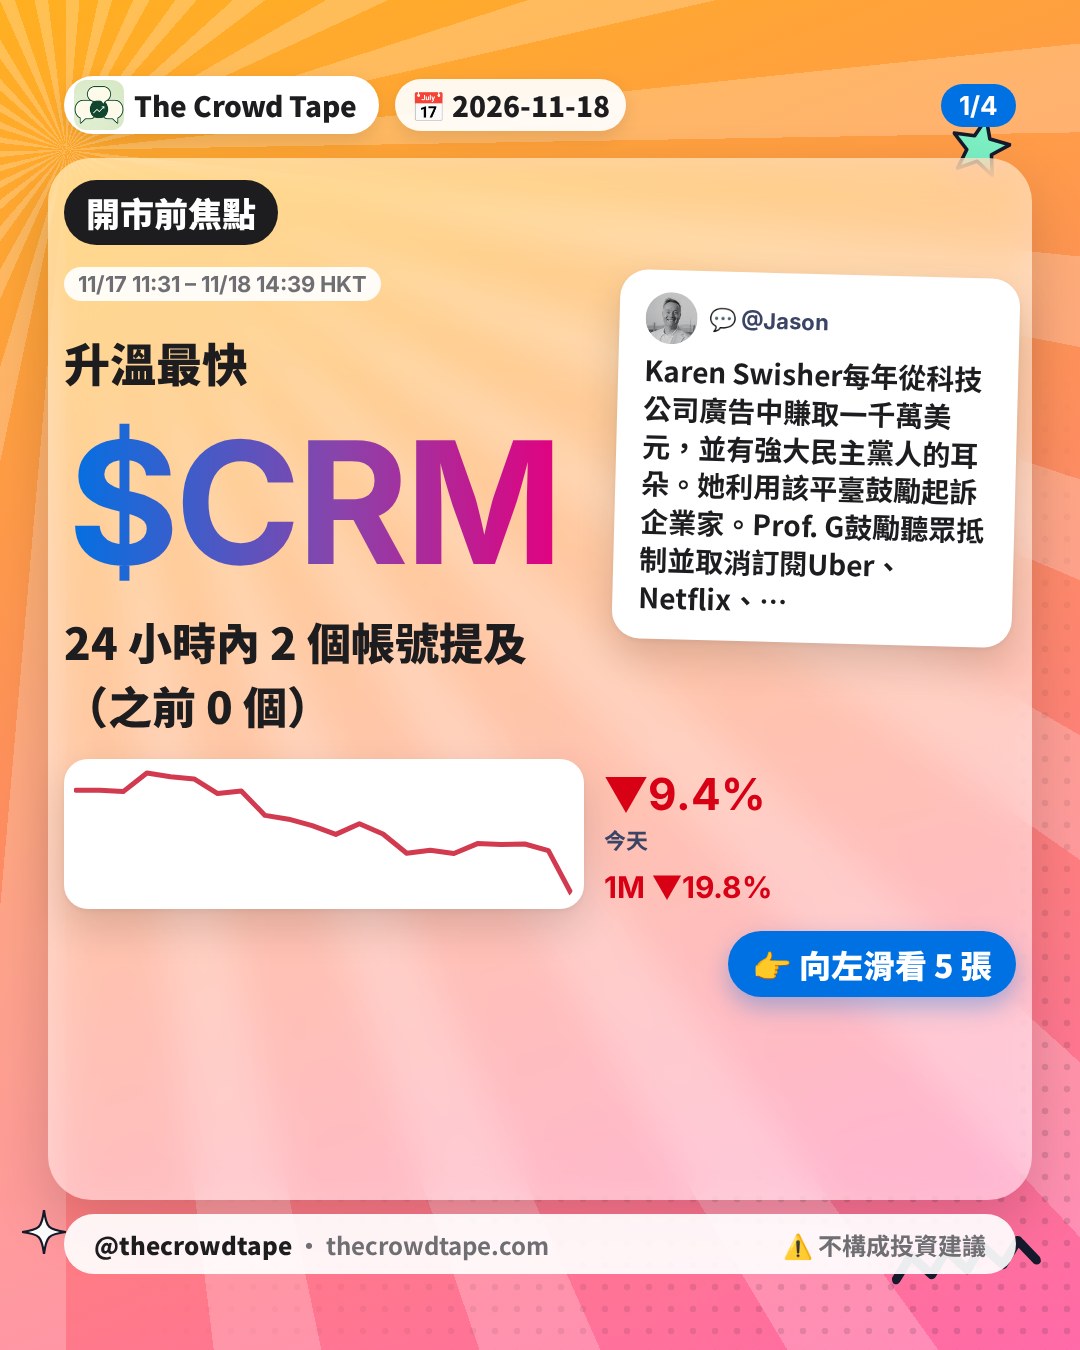 The Crowd Tape
📅 2026-11-18
1/4
開市前焦點
11/17 11:31 – 11/18 14:39 HKT
升溫最快
$CRM
24 小時內 2 個帳號提及
（之前 0 個）
💬 @Jason
Karen Swisher每年從科技
公司廣告中賺取一千萬美
元，並有強大民主黨人的耳
朵。她利用該平臺鼓勵起訴
企業家。Prof. G鼓勵聽眾抵
制並取消訂閱Uber、
Netflix、…
▼9.4%
今天
1M ▼19.8%
👉 向左滑看 5 張
@thecrowdtape · thecrowdtape.com
⚠️ 不構成投資建議